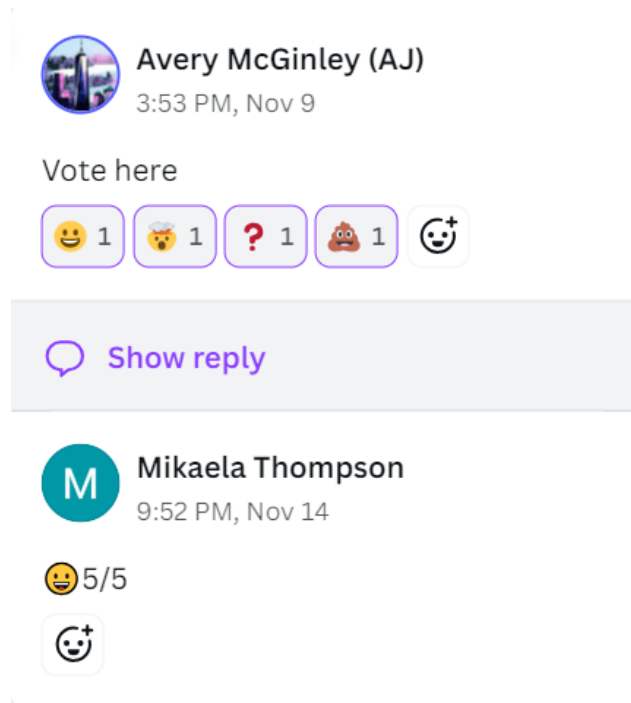 Avery McGinley (AJ)
3:53 PM, Nov 9
Vote here
😀 1 🤯 1 ❓ 1 💩 1
Show reply
M
Mikaela Thompson
9:52 PM, Nov 14
😀5/5